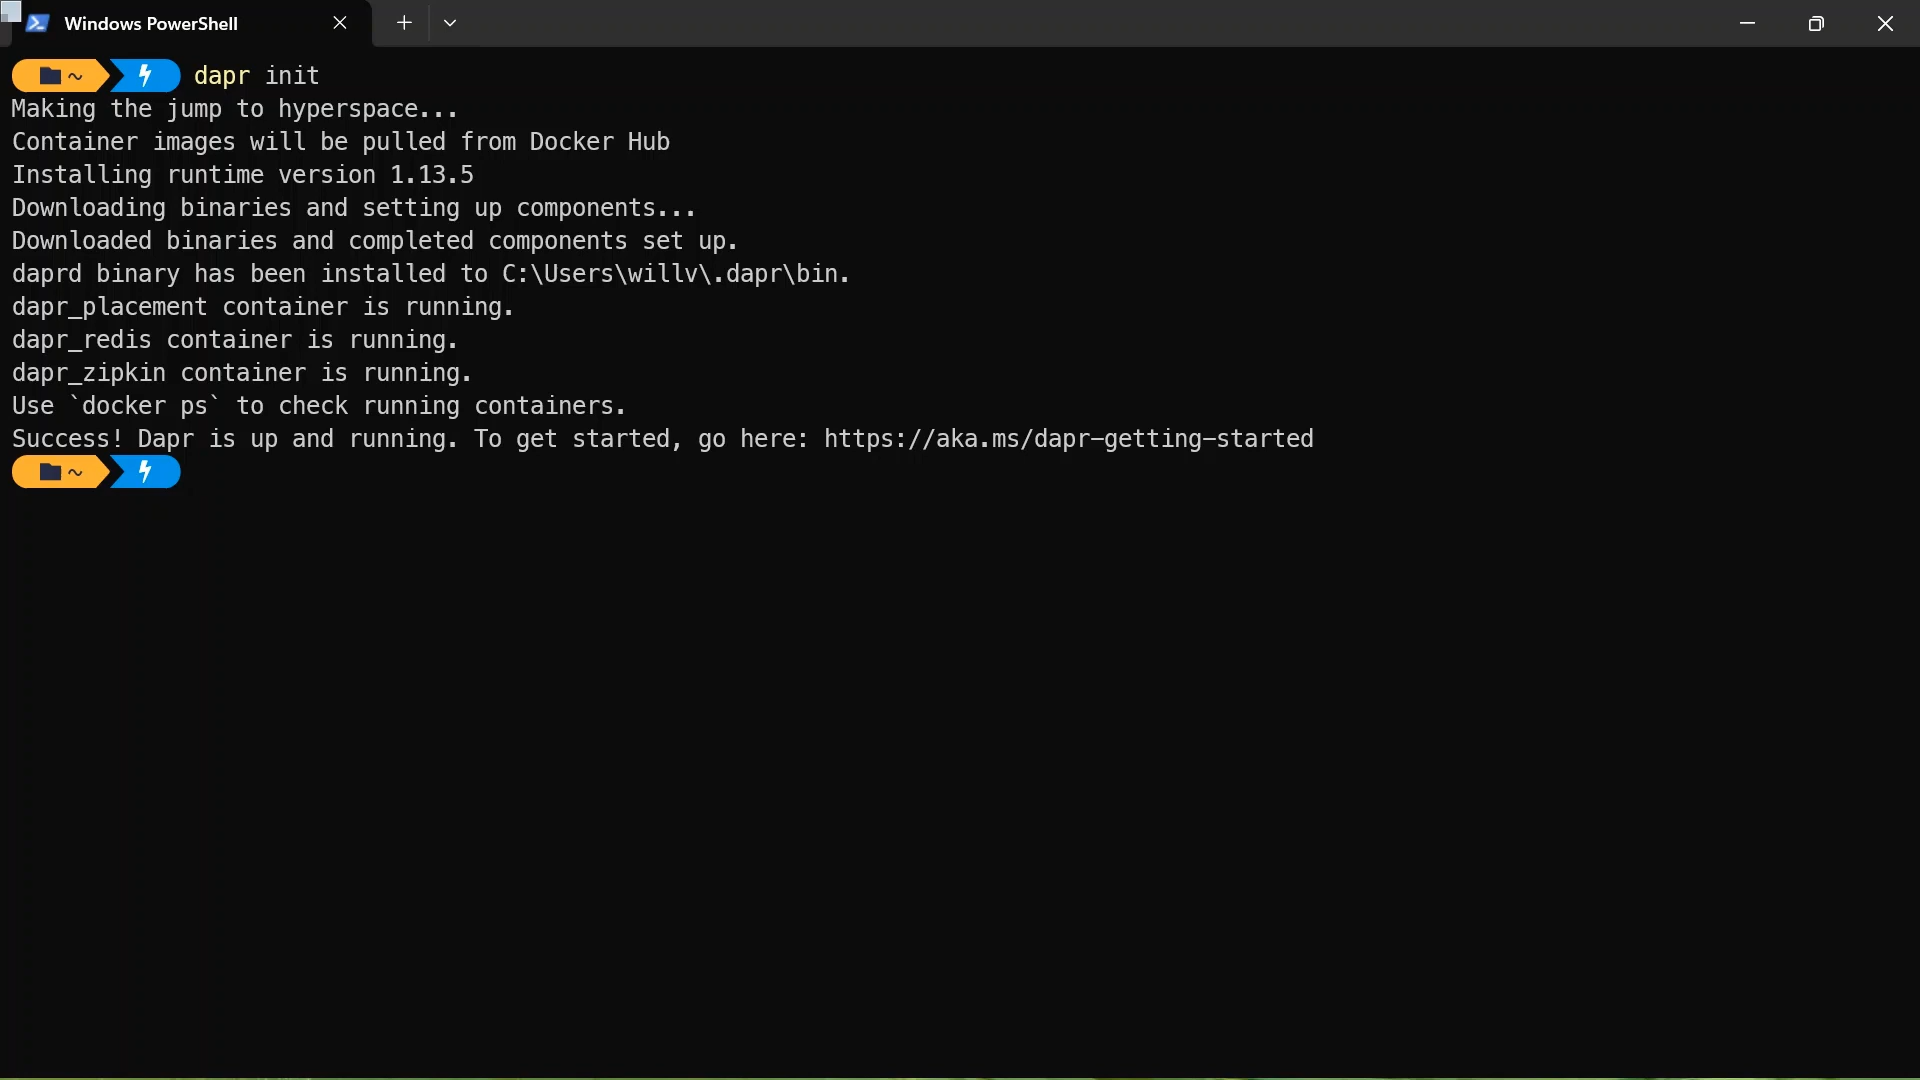 Windows PowerShell
~ dapr init
Making the jump to hyperspace...
Container images will be pulled from Docker Hub
Installing runtime version 1.13.5
Downloading binaries and setting up components...
Downloaded binaries and completed components set up.
daprd binary has been installed to C:\Users\willv\.dapr\bin.
dapr_placement container is running.
dapr_redis container is running.
dapr_zipkin container is running.
Use `docker ps` to check running containers.
Success! Dapr is up and running. To get started, go here: https://aka.ms/dapr-getting-started
~